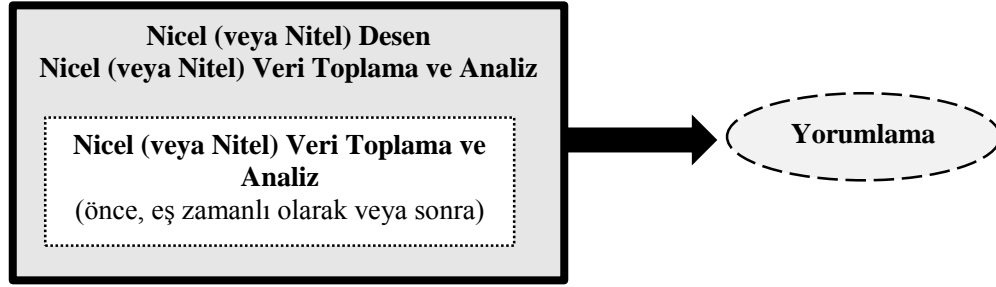 Nicel (veya Nitel) Desen
Nicel (veya Nitel) Veri Toplama ve Analiz
Nicel (veya Nitel) Veri Toplama ve
Analiz
(önce, eş zamanlı olarak veya sonra)
Yorumlama